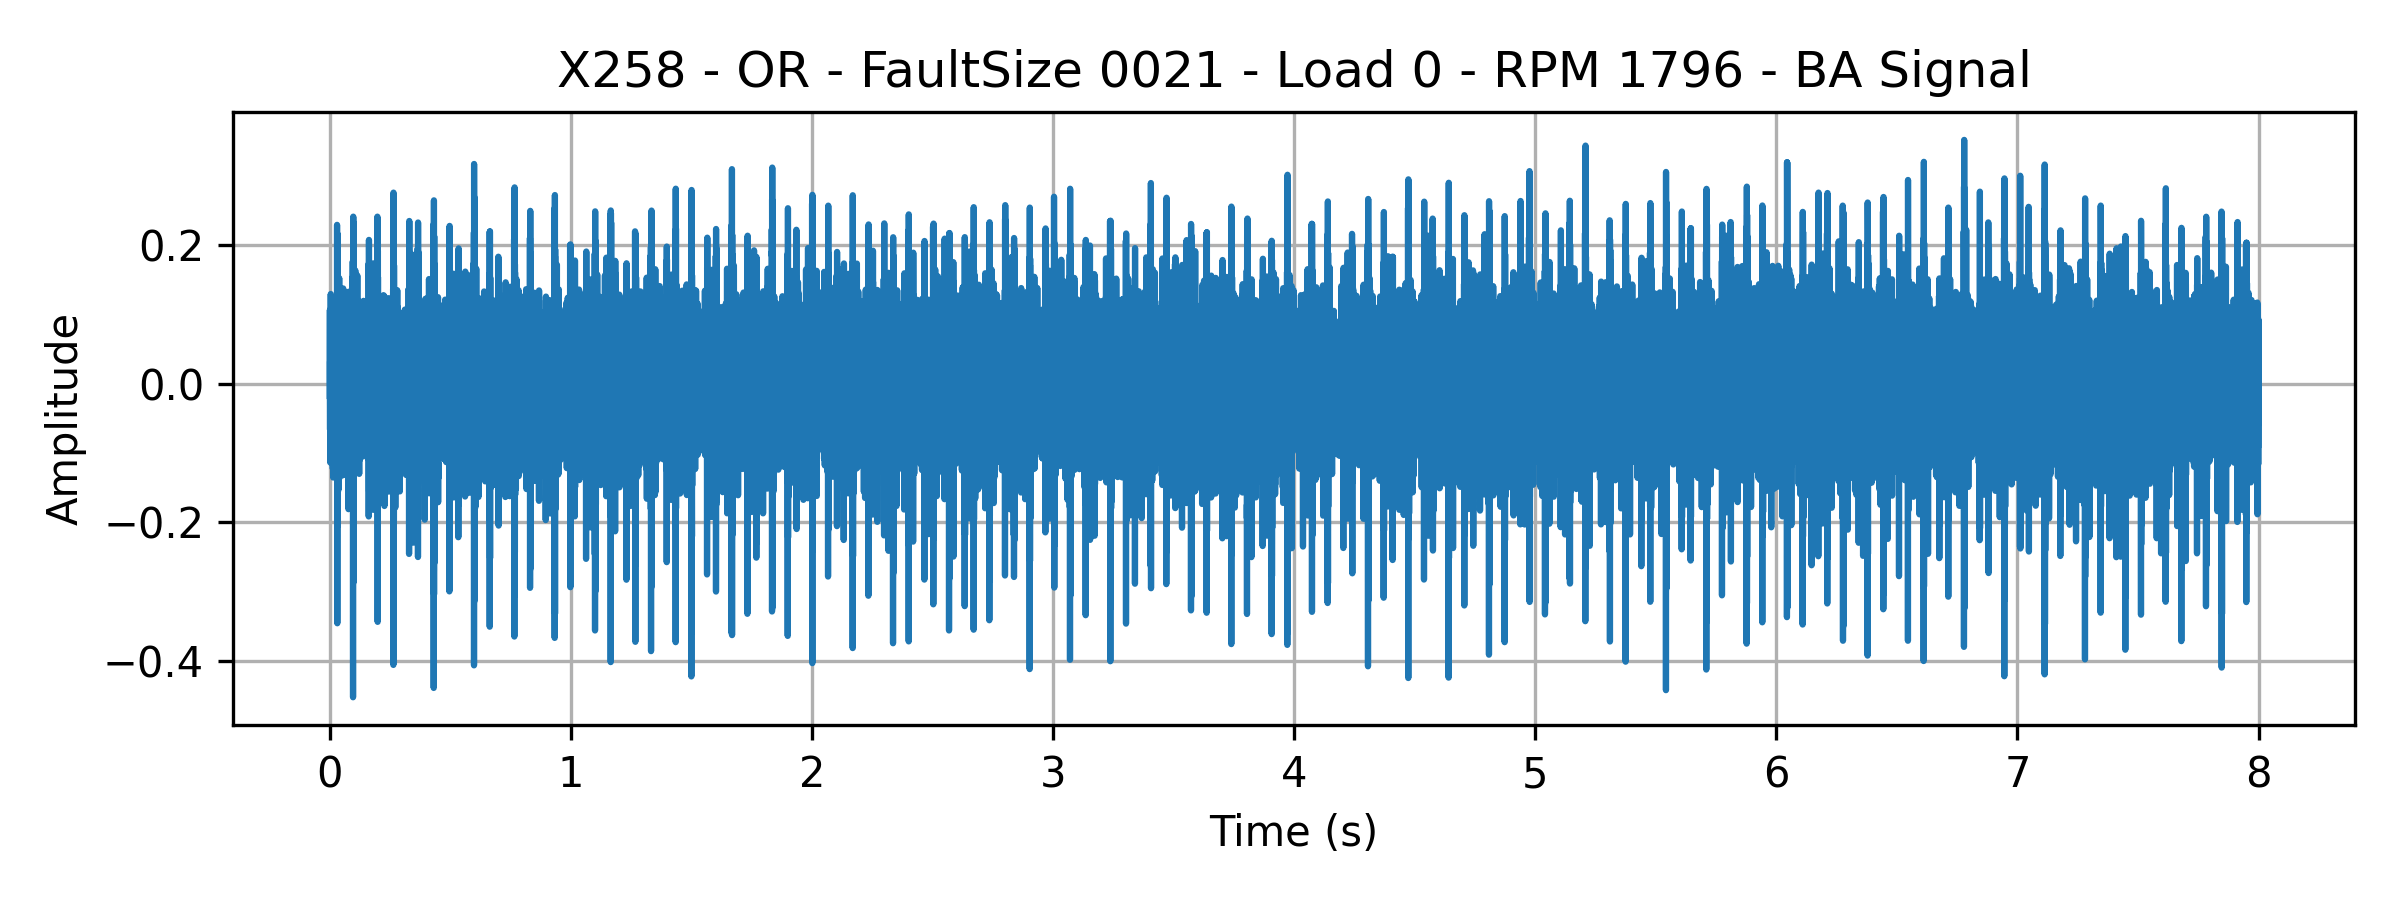 X258 - OR - FaultSize 0021 - Load 0 - RPM 1796 - BA Signal
Amplitude
0.2
0.0
−0.2
−0.4
0 1 2 3 4 5 6 7 8
Time (s)